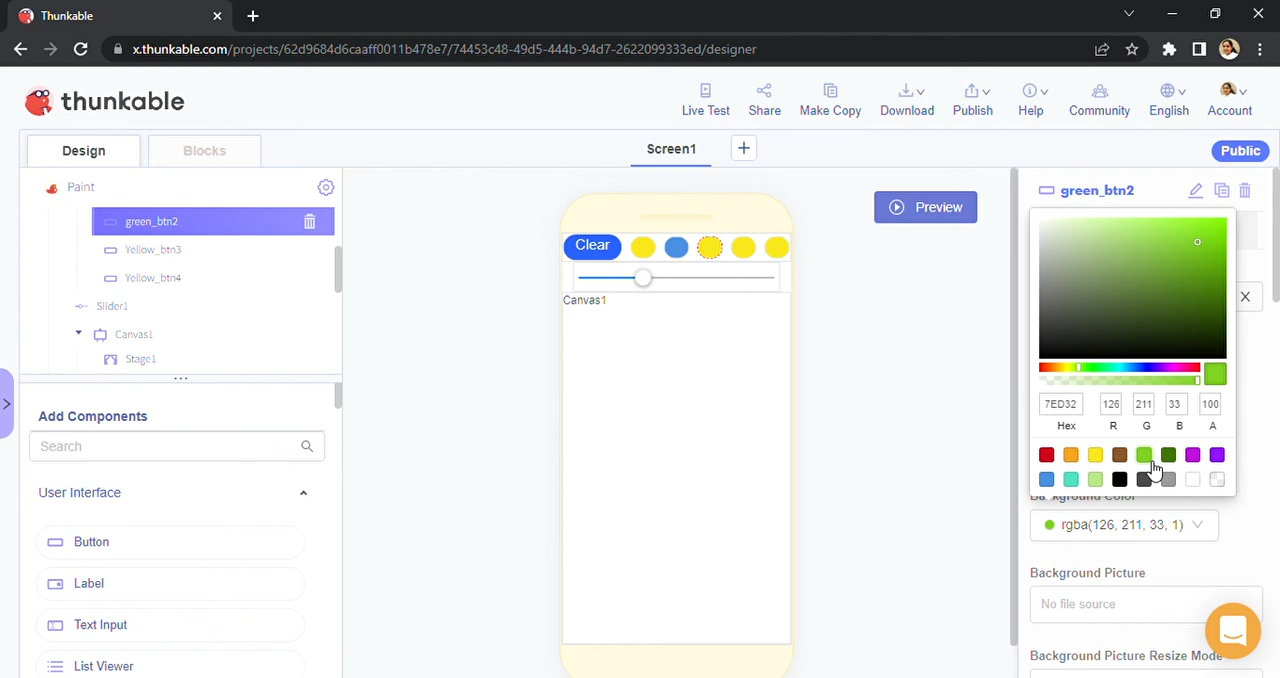 Thunkable
x.thunkable.com/projects/62d9684d6caaff0011b478e7/74453c48-49d5-444b-94d7-2622099333ed/designer
thunkable
Live Test
Share
Make Copy
Download
Publish
Help
Community
English
Account
Design
Blocks
Screen1
Public
Paint
green_btn2
Yellow_btn3
Yellow_btn4
Slider1
Canvas1
Stage1
Add Components
Search
User Interface
Button
Label
Text Input
List Viewer
Preview
Clear
Canvas1
green_btn2
7ED32 126 211 33 100
Hex R G B A
Background Color
rgba(126, 211, 33, 1)
Background Picture
No file source
Background Picture Resize Mode